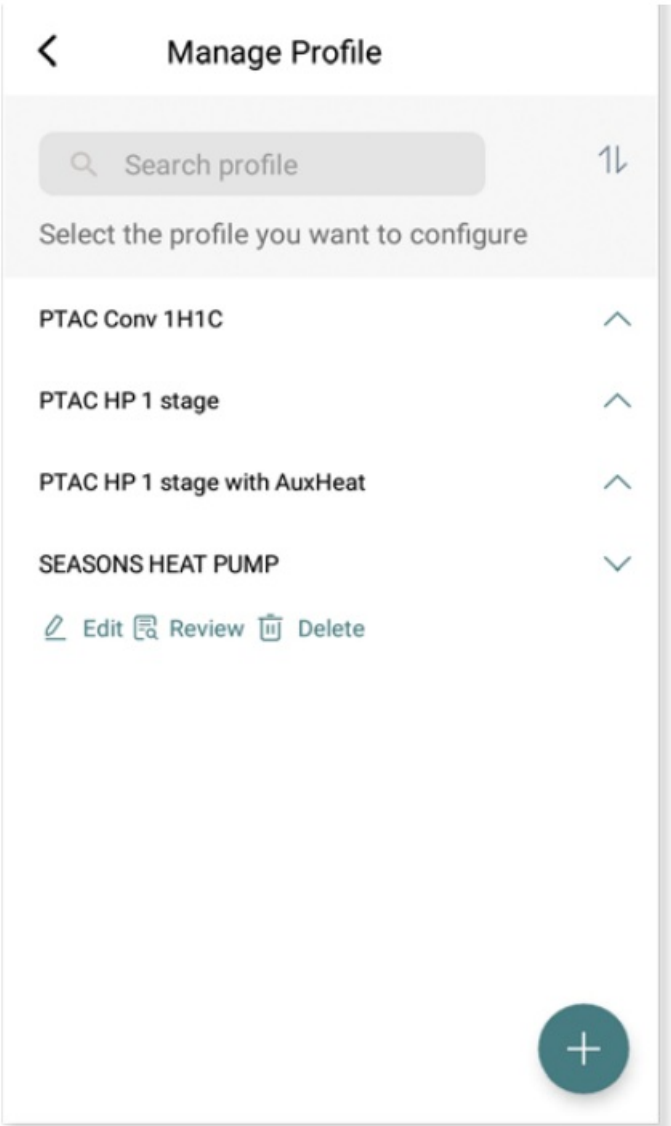 Manage Profile
Search profile
Select the profile you want to configure
PTAC Conv 1H1C
PTAC HP 1 stage
PTAC HP 1 stage with AuxHeat
SEASONS HEAT PUMP
Edit Review Delete